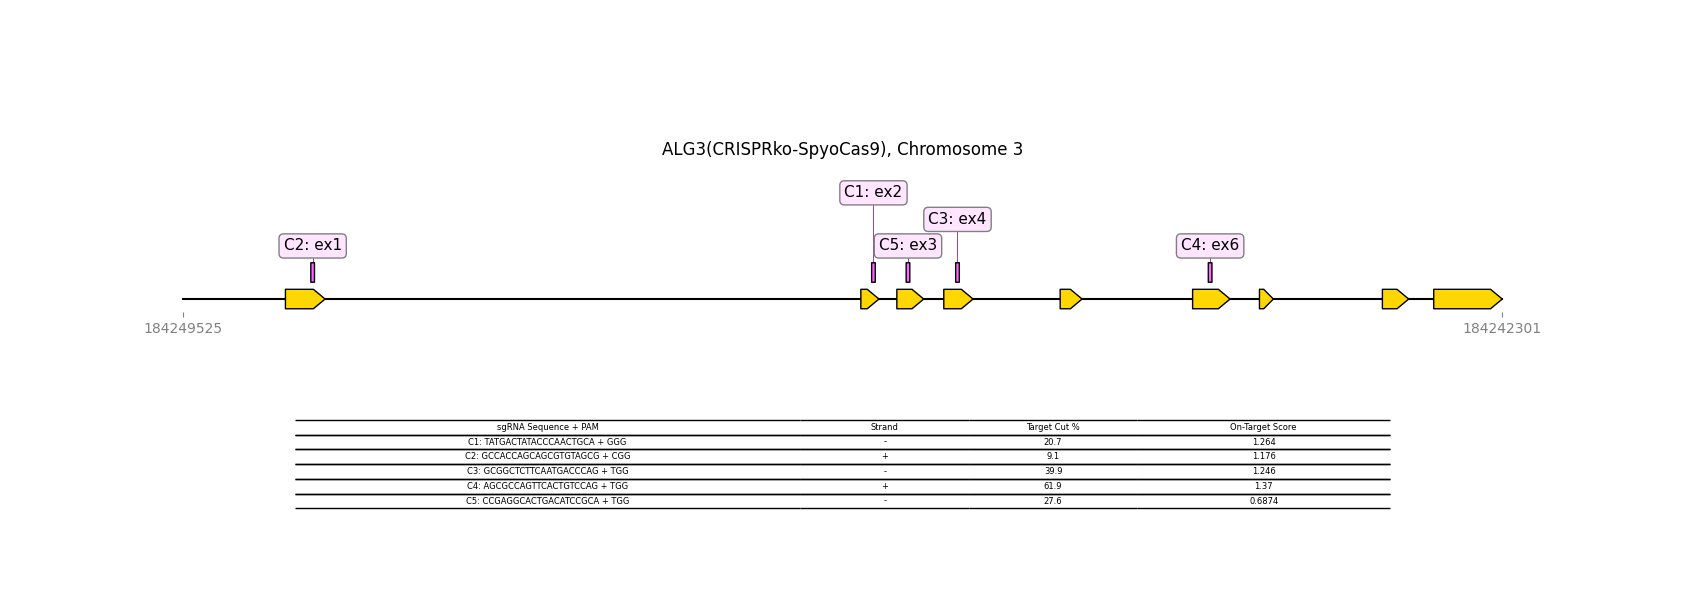 ALG3(CRISPRko-SpyoCas9), Chromosome 3
C1: ex2
C3: ex4
C2: ex1
C5: ex3
C4: ex6
184249525
184242301
sgRNA Sequence + PAM Strand Target Cut % On-Target Score
C1: TATGACTATACCCAACTGCA + GGG - 20.7 1.264
C2: GCCACCAGCAGCGTGTAGCG + CGG + 9.1 1.176
C3: GCGGCTCTTCAATGACCCAG + TGG - 39.9 1.246
C4: AGCGCCAGTTCACTGTCCAG + TGG + 61.9 1.37
C5: CCGAGGCACTGACATCCGCA + TGG - 27.6 0.6874